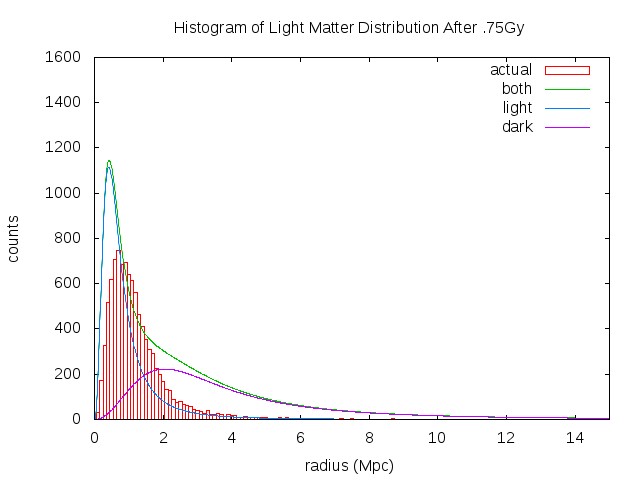 Histogram of Light Matter Distribution After .75Gy
1600
1400
1200
1000
800
600
400
200
0
counts
actual
both
light
dark
0 2 4 6 8 10 12 14
radius (Mpc)